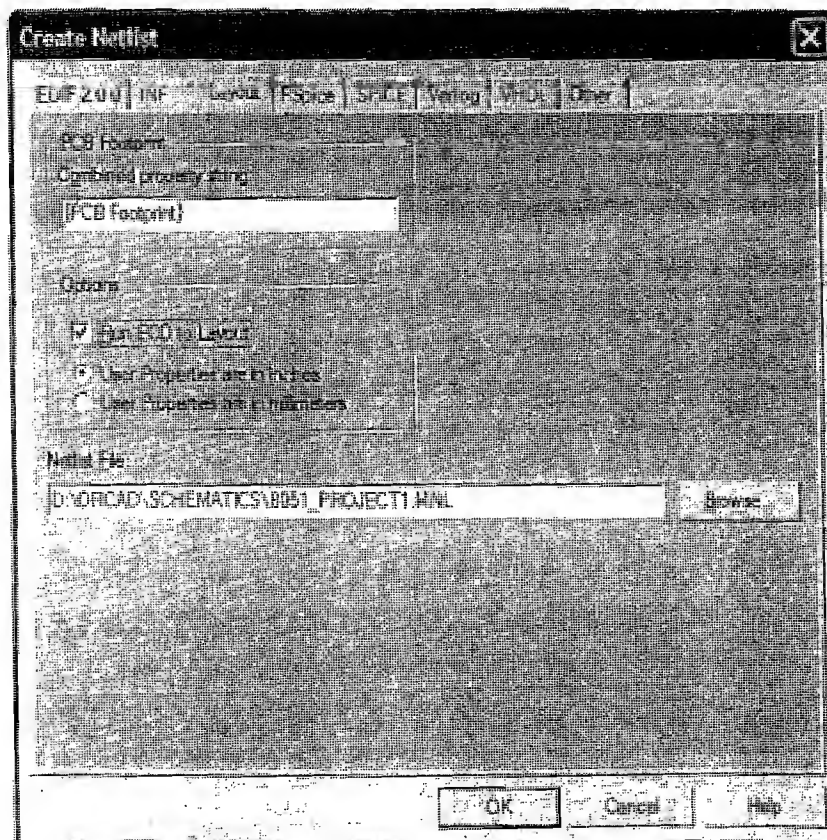 Create Netlist
EDIF 2 0 0 INF Layout PSpice SPICE Verilog VHDL Other
PCB Footprint
Combined property string:
{PCB Footprint}
Options
Run ECO to Layout
User Properties are in inches
User Properties are in millimeters
Netlist File:
D:\ORCAD\SCHEMATICS\8051_PROJECT1.MNL
Browse...
OK Cancel Help